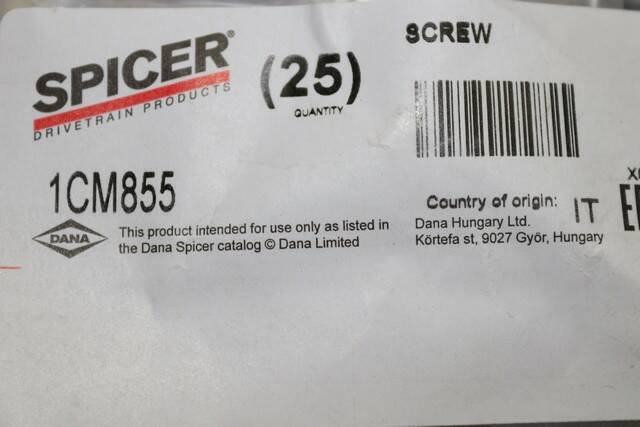 SPICER®
DRIVETRAIN PRODUCTS
(25)
QUANTITY
SCREW
1CM855
DANA
This product intended for use only as listed in
the Dana Spicer catalog © Dana Limited
Country of origin: IT
Dana Hungary Ltd.
Körtefa st, 9027 Győr, Hungary